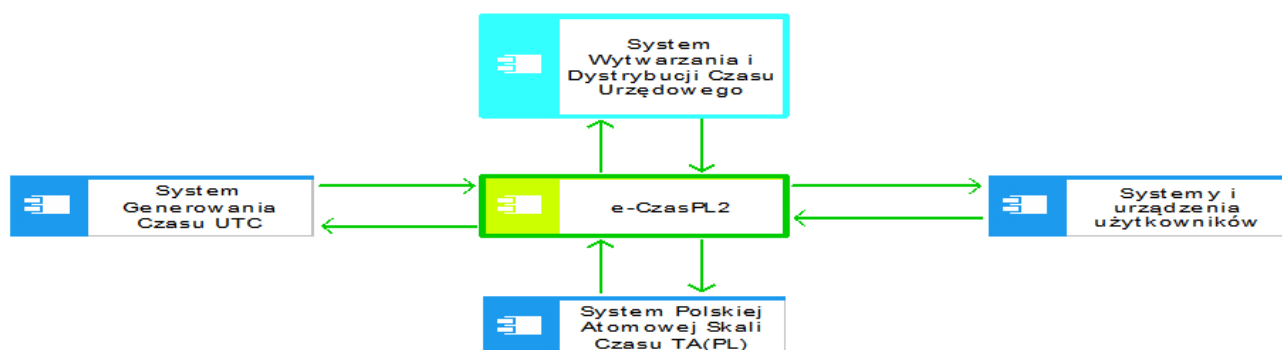 System
Wytwarzania i
Dystrybucji Czasu
Urzędowego
System
Generowania
Czasu UTC
e-CzasPL2
Systemy i
urządzenia
użytkowników
System Polskiej
Atomowej Skali
Czasu TA(PL)